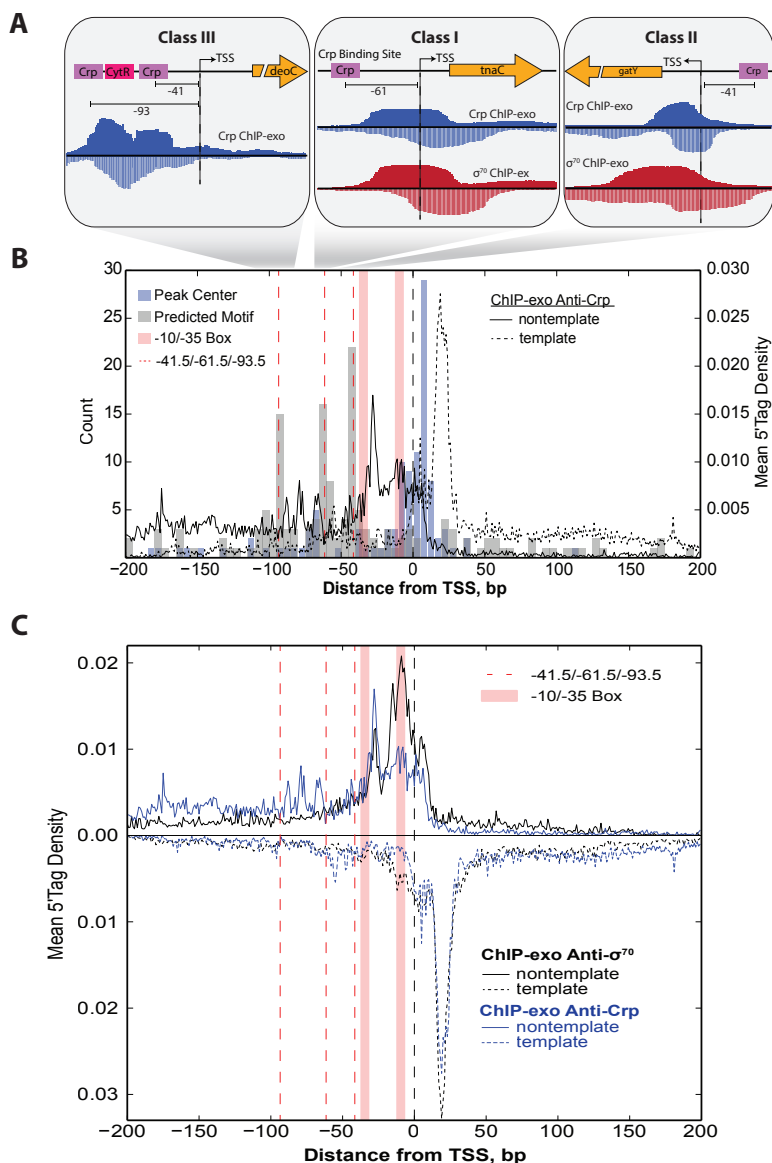 A
Class III
Crp
CytR
Crp
TSS
deoC
-41
-93
Crp ChIP-exo
Class I
Crp Binding Site
TSS
Crp
tnaC
-61
Crp ChIP-exo
σ70 ChIP-ex
Class II
TSS
gatY
Crp
-41
Crp ChIP-exo
σ70 ChIP-exo
B
Peak Center
Predicted Motif
-10/-35 Box
-41.5/-61.5/-93.5
ChIP-exo Anti-Crp
nontemplate
template
30
25
20
15
10
5
Count
0.030
0.025
0.020
0.015
0.010
0.005
Mean 5'Tag Density
−200 −150 −100 −50 0 50 100 150 200
Distance from TSS, bp
C
-41.5/-61.5/-93.5
-10/-35 Box
0.02
0.01
0.00
0.01
0.02
0.03
Mean 5'Tag Density
ChIP-exo Anti-σ70
nontemplate
template
ChIP-exo Anti-Crp
nontemplate
template
−200 −150 −100 −50 0 50 100 150 200
Distance from TSS, bp